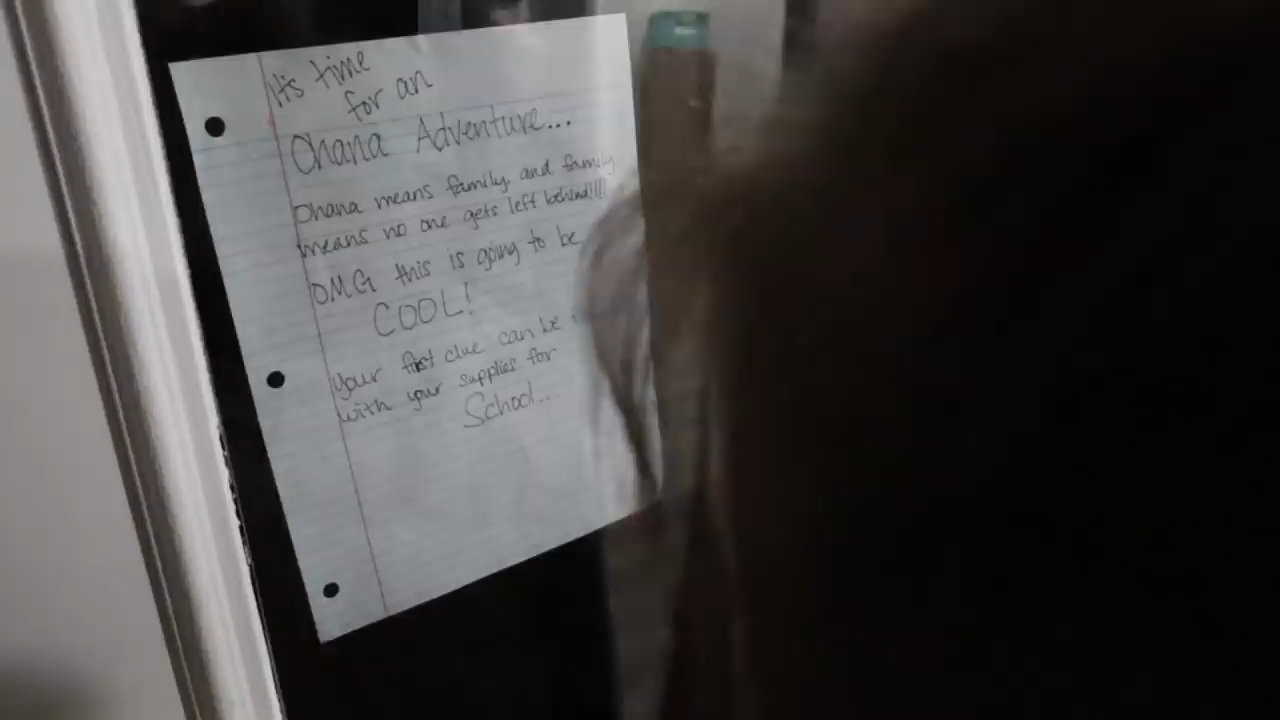 It's time
for an
Ohana Adventure...
Ohana means family, and family
means no one gets left behind!!!
OMG this is going to be
COOL!
your first clue can be
with your supplies for
School...